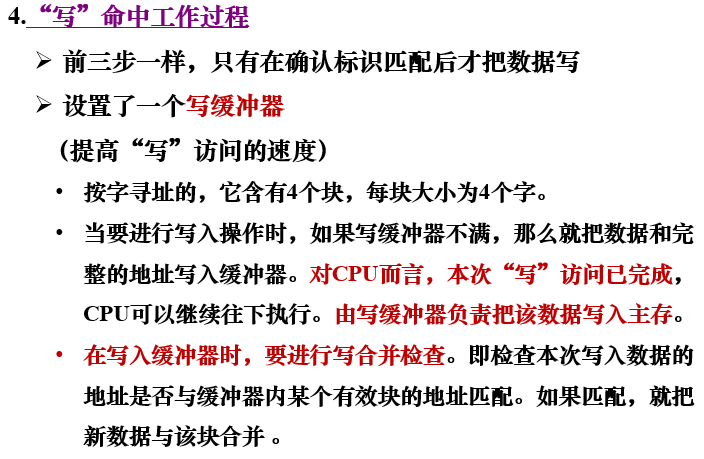 4.“写”命中工作过程
➢ 前三步一样，只有在确认标识匹配后才把数据写
➢ 设置了一个写缓冲器
（提高“写”访问的速度）
• 按字寻址的，它含有4个块，每块大小为4个字。
• 当要进行写入操作时，如果写缓冲器不满，那么就把数据和完
整的地址写入缓冲器。对CPU而言，本次“写”访问已完成，
CPU可以继续往下执行。由写缓冲器负责把该数据写入主存。
• 在写入缓冲器时，要进行写合并检查。即检查本次写入数据的
地址是否与缓冲器内某个有效块的地址匹配。如果匹配，就把
新数据与该块合并 。